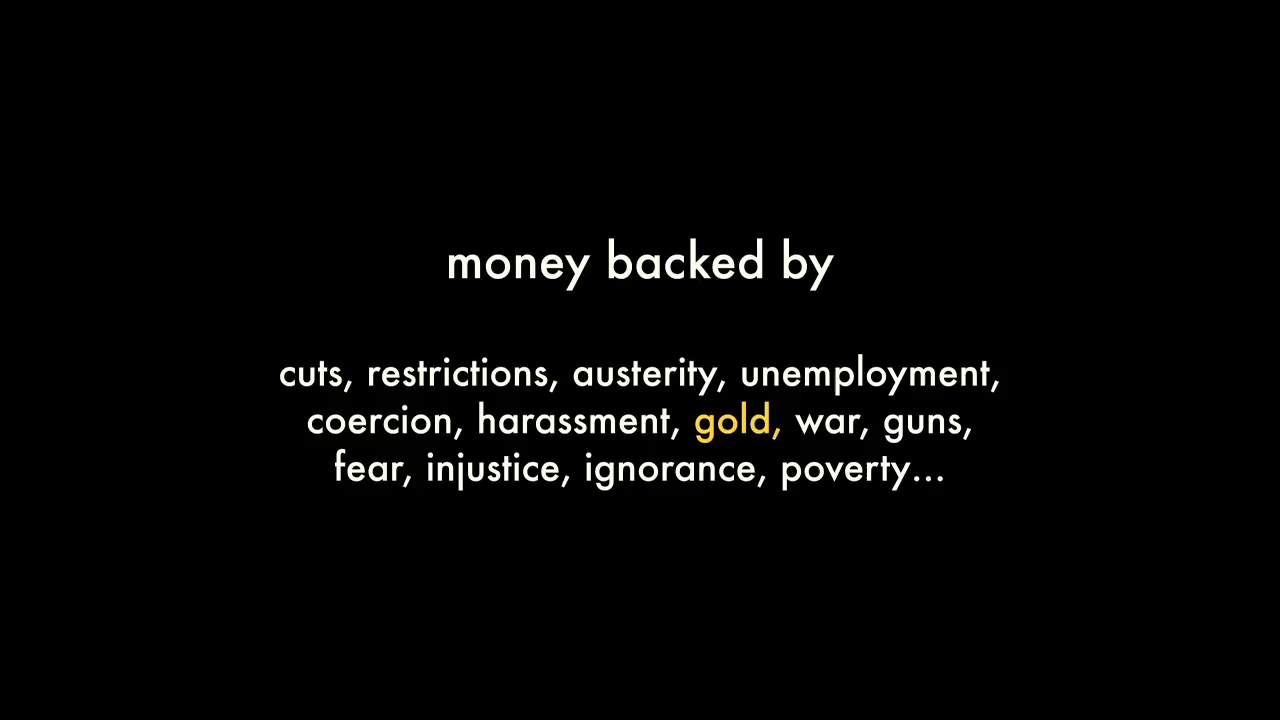 money backed by
cuts, restrictions, austerity, unemployment,
coercion, harassment, gold, war, guns,
fear, injustice, ignorance, poverty...